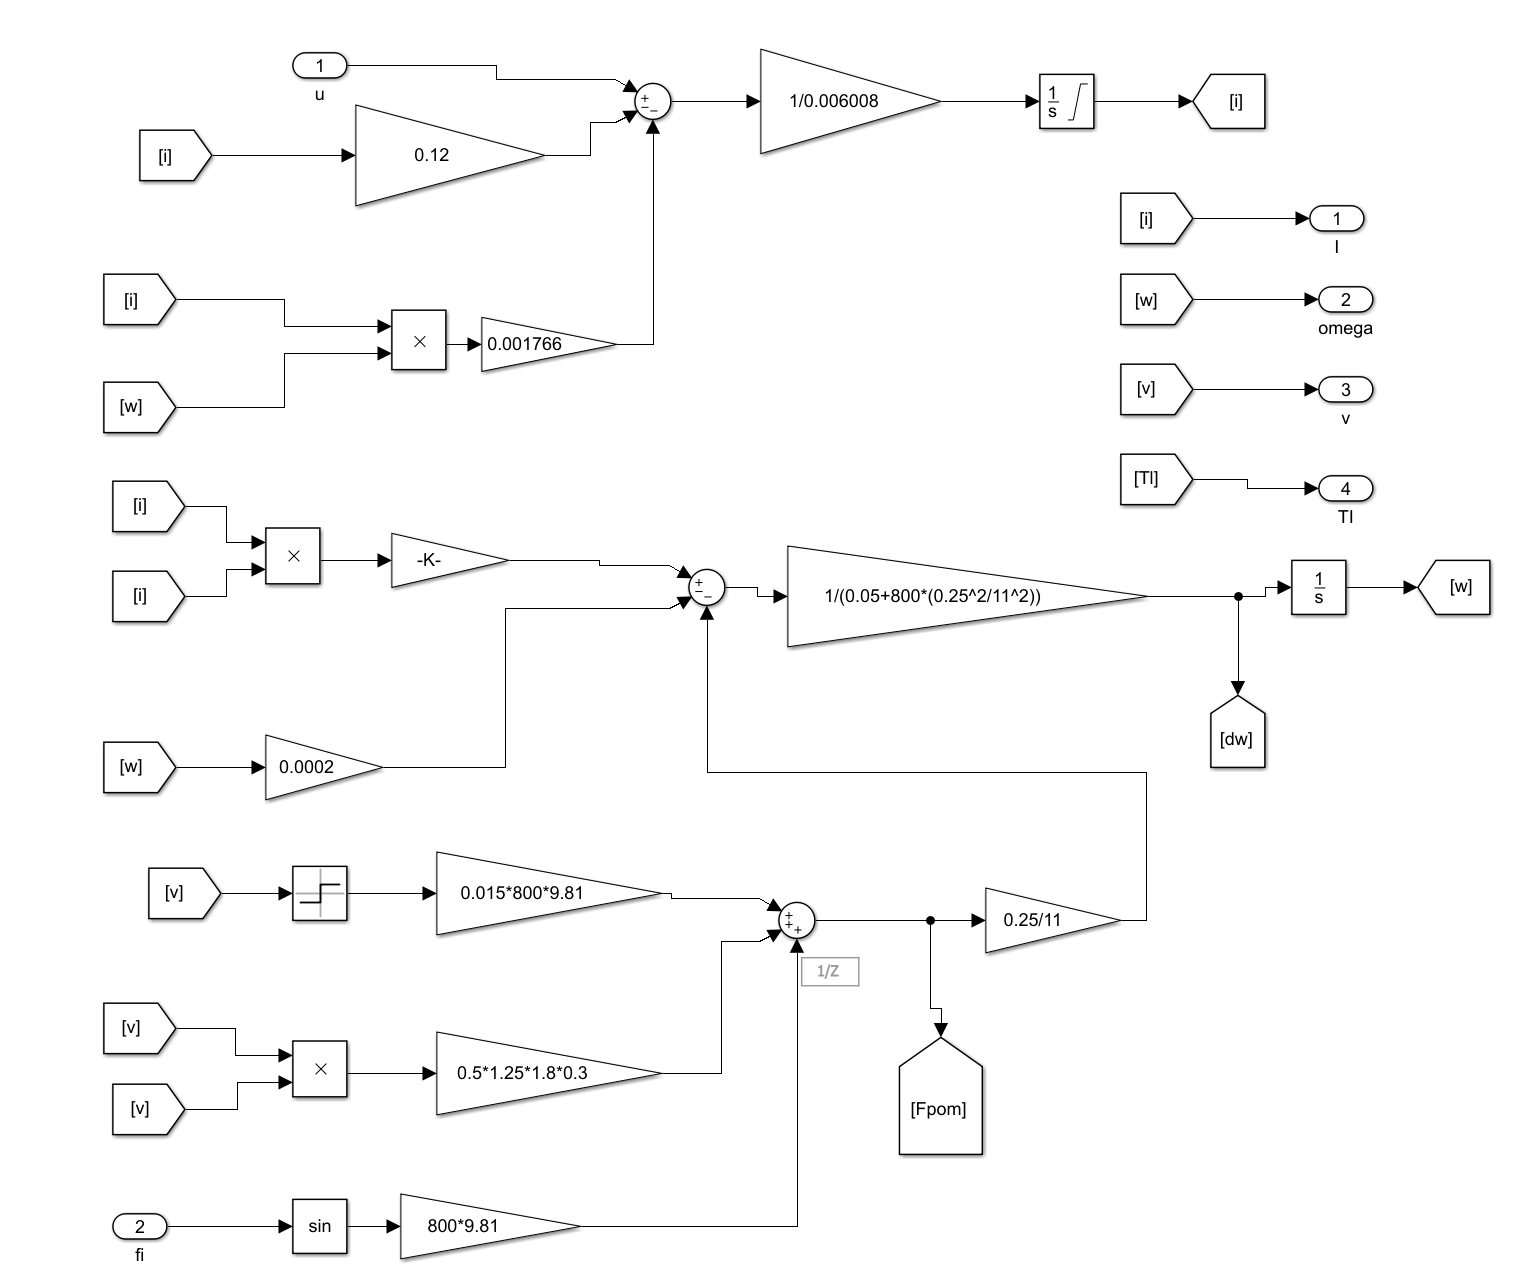 1
u
[i]
0.12
+
−
−
1/0.006008
1
s
[i]
[i]
[w]
×
0.001766
[i]
1
I
[w]
2
omega
[v]
3
v
[Tl]
4
Tl
[i]
[i]
×
-K-
+
−
−
1/(0.05+800*(0.25^2/11^2))
1
s
[w]
[dw]
[w]
0.0002
[v]
0.015*800*9.81
+
+
+
1/Z
0.25/11
[Fpom]
[v]
[v]
×
0.5*1.25*1.8*0.3
2
fi
sin
800*9.81